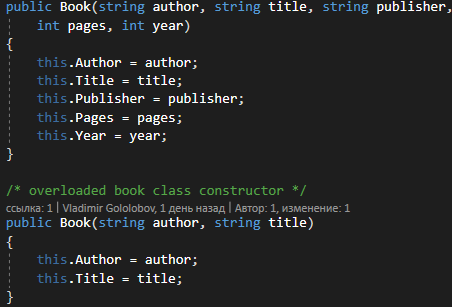 public Book(string author, string title, string publisher,
int pages, int year)
{
this.Author = author;
this.Title = title;
this.Publisher = publisher;
this.Pages = pages;
this.Year = year;
}
/* overloaded book class constructor */
ссылка: 1 | Vladimir Gololobov, 1 день назад | Автор: 1, изменение: 1
public Book(string author, string title)
{
this.Author = author;
this.Title = title;
}